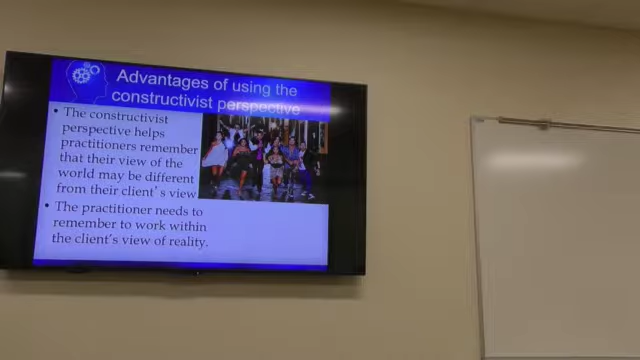 Advantages of using the
constructivist perspective
• The constructivist
perspective helps
practitioners remember
that their view of the
world may be different
from their client's view
• The practitioner needs to
remember to work within
the client's view of reality.